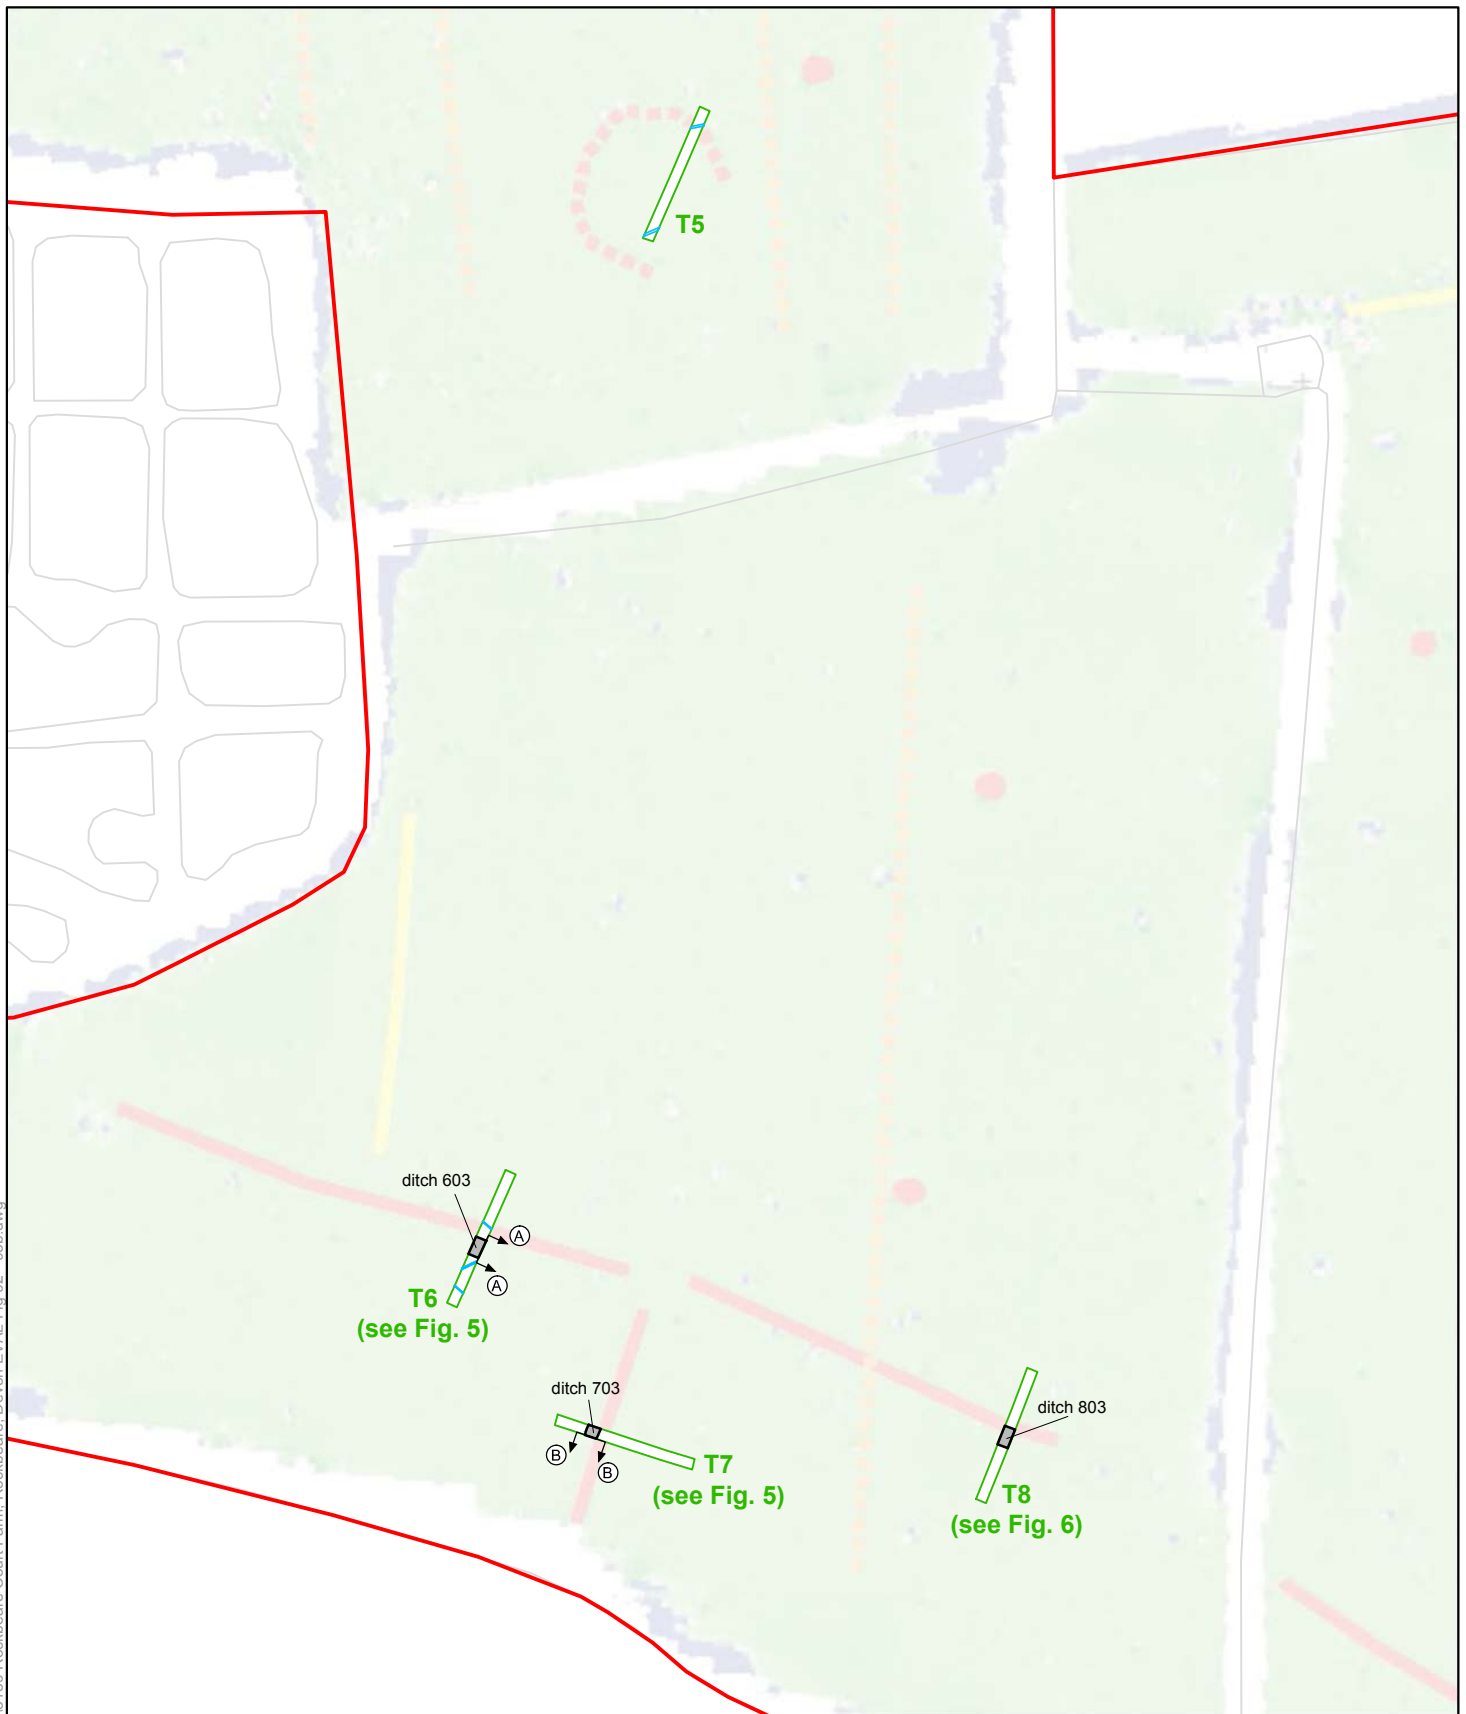 T5
ditch 603
A
A
T6
(see Fig. 5)
ditch 703
B
B
T7
(see Fig. 5)
ditch 803
T8
(see Fig. 6)